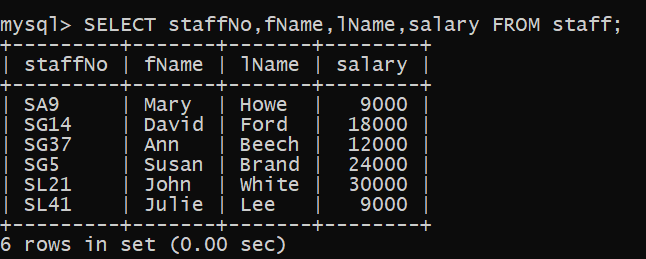 mysql> SELECT staffNo,fName,lName,salary FROM staff;
+---------+-------+-------+--------+
| staffNo | fName | lName | salary |
+---------+-------+-------+--------+
| SA9     | Mary  | Howe  |   9000 |
| SG14    | David | Ford  |  18000 |
| SG37    | Ann   | Beech |  12000 |
| SG5     | Susan | Brand |  24000 |
| SL21    | John  | White |  30000 |
| SL41    | Julie | Lee   |   9000 |
+---------+-------+-------+--------+
6 rows in set (0.00 sec)